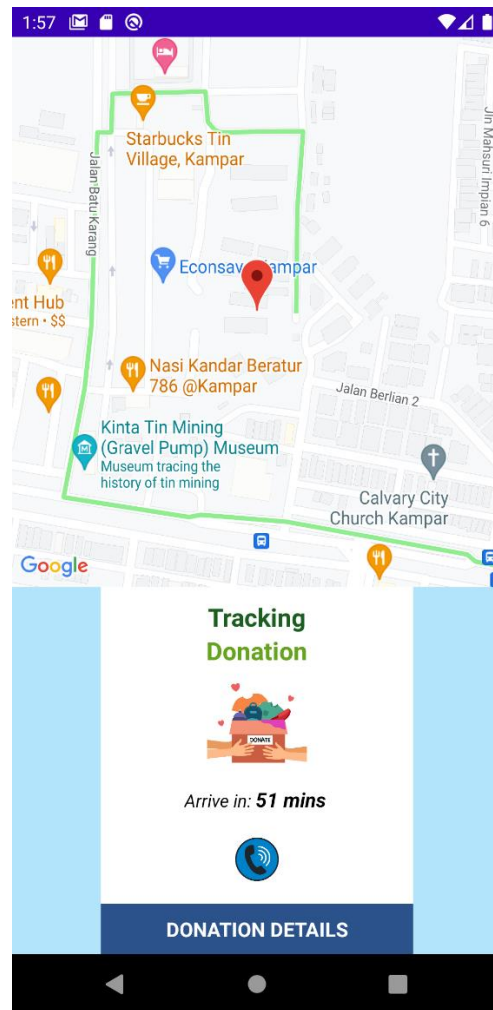 1:57
Starbucks Tin
Village, Kampar
Jalan Batu Karang
Jln Mahsuri Impian 6
Econsave Kampar
ent Hub
stern • $$
Nasi Kandar Beratur
786 @Kampar
Jalan Berlian 2
Kinta Tin Mining
(Gravel Pump) Museum
Museum tracing the
history of tin mining
Calvary City
Church Kampar
Google
Tracking
Donation
DONATE
Arrive in: 51 mins
DONATION DETAILS